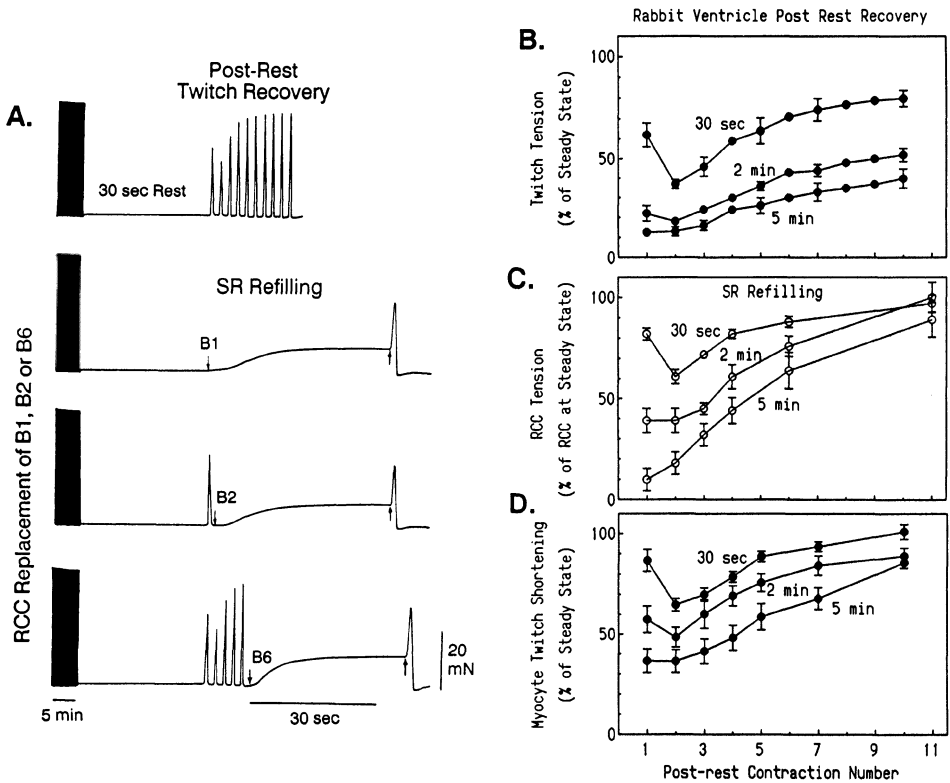 A.
Post-Rest
Twitch Recovery
30 sec Rest
RCC Replacement of B1, B2 or B6
SR Refilling
B1
B2
B6
20
mN
5 min
30 sec
Rabbit Ventricle Post Rest Recovery
B.
Twitch Tension
(% of Steady State)
100
50
0
30 sec
2 min
5 min
C.
SR Refilling
RCC Tension
(% of RCC at Steady State)
100
50
0
30 sec
2 min
5 min
D.
Myocyte Twitch Shortening
(% of Steady State)
100
50
0
30 sec
2 min
5 min
1 3 5 7 9 11
Post-rest Contraction Number